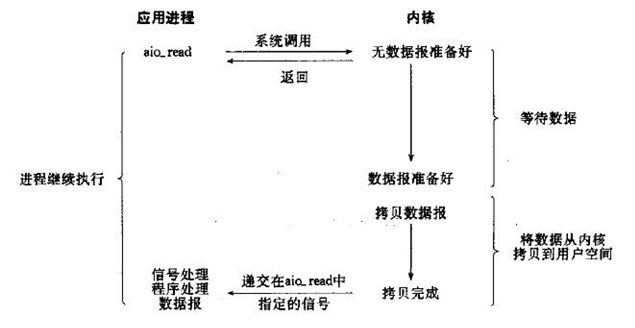 应用进程
内核
aio_read
系统调用
无数据报准备好
返回
等待数据
进程继续执行
数据报准备好
拷贝数据报
将数据从内核
拷贝到用户空间
信号处理
程序处理
数据报
递交在aio_read中
指定的信号
拷贝完成